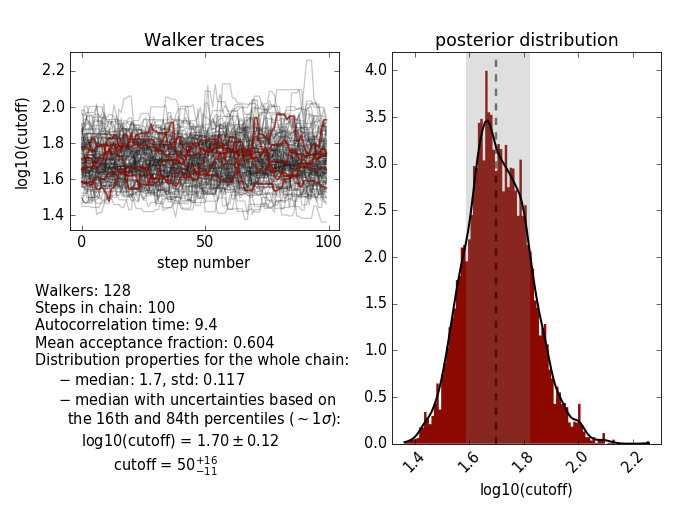 Walker traces
2.2
2.0
1.8
1.6
1.4
log10(cutoff)
0
50
100
step number
Walkers: 128
Steps in chain: 100
Autocorrelation time: 9.4
Mean acceptance fraction: 0.604
Distribution properties for the whole chain:
− median: 1.7, std: 0.117
− median with uncertainties based on
the 16th and 84th percentiles (∼1σ):
log10(cutoff) = 1.70 ± 0.12
cutoff = 50+16−11
posterior distribution
4.0
3.5
3.0
2.5
2.0
1.5
1.0
0.5
0.0
1.4
1.6
1.8
2.0
2.2
log10(cutoff)